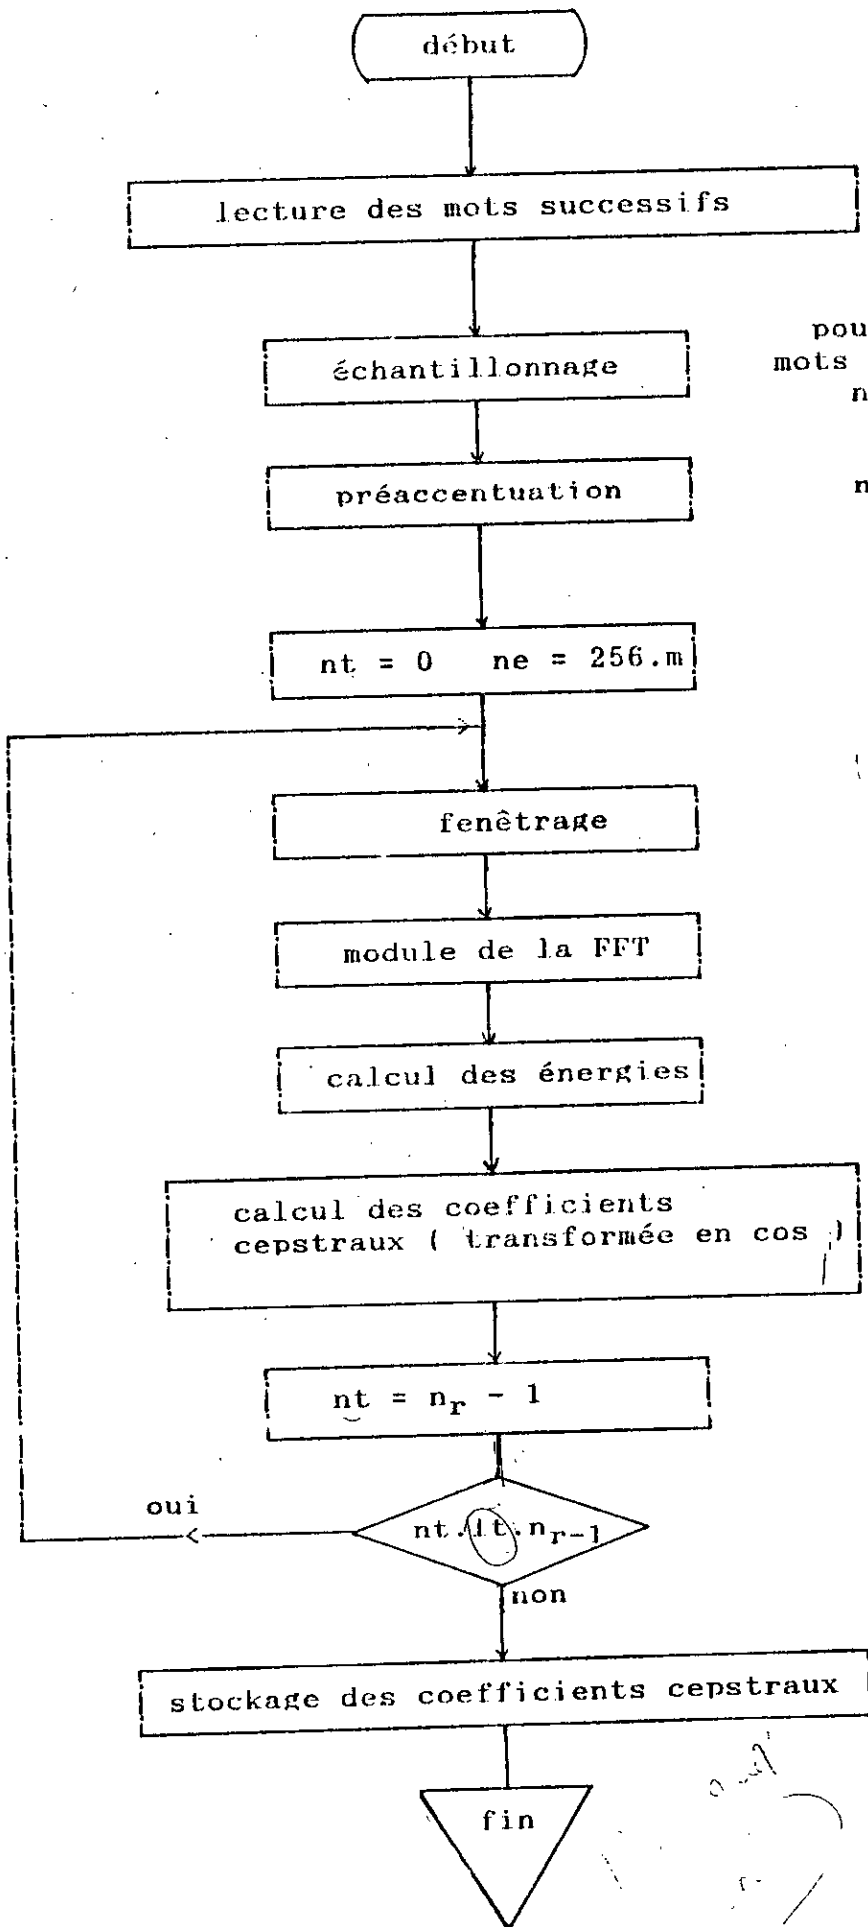 début
lecture des mots successifs
échantillonnage
mots
préaccentuation
nt = 0 ne = 256.m
fenêtrage
module de la FFT
calcul des énergies
calcul des coefficients
cepstraux ( transformée en cos )
nt = nr - 1
oui
nt.lt.nr-1
non
stockage des coefficients cepstraux
fin